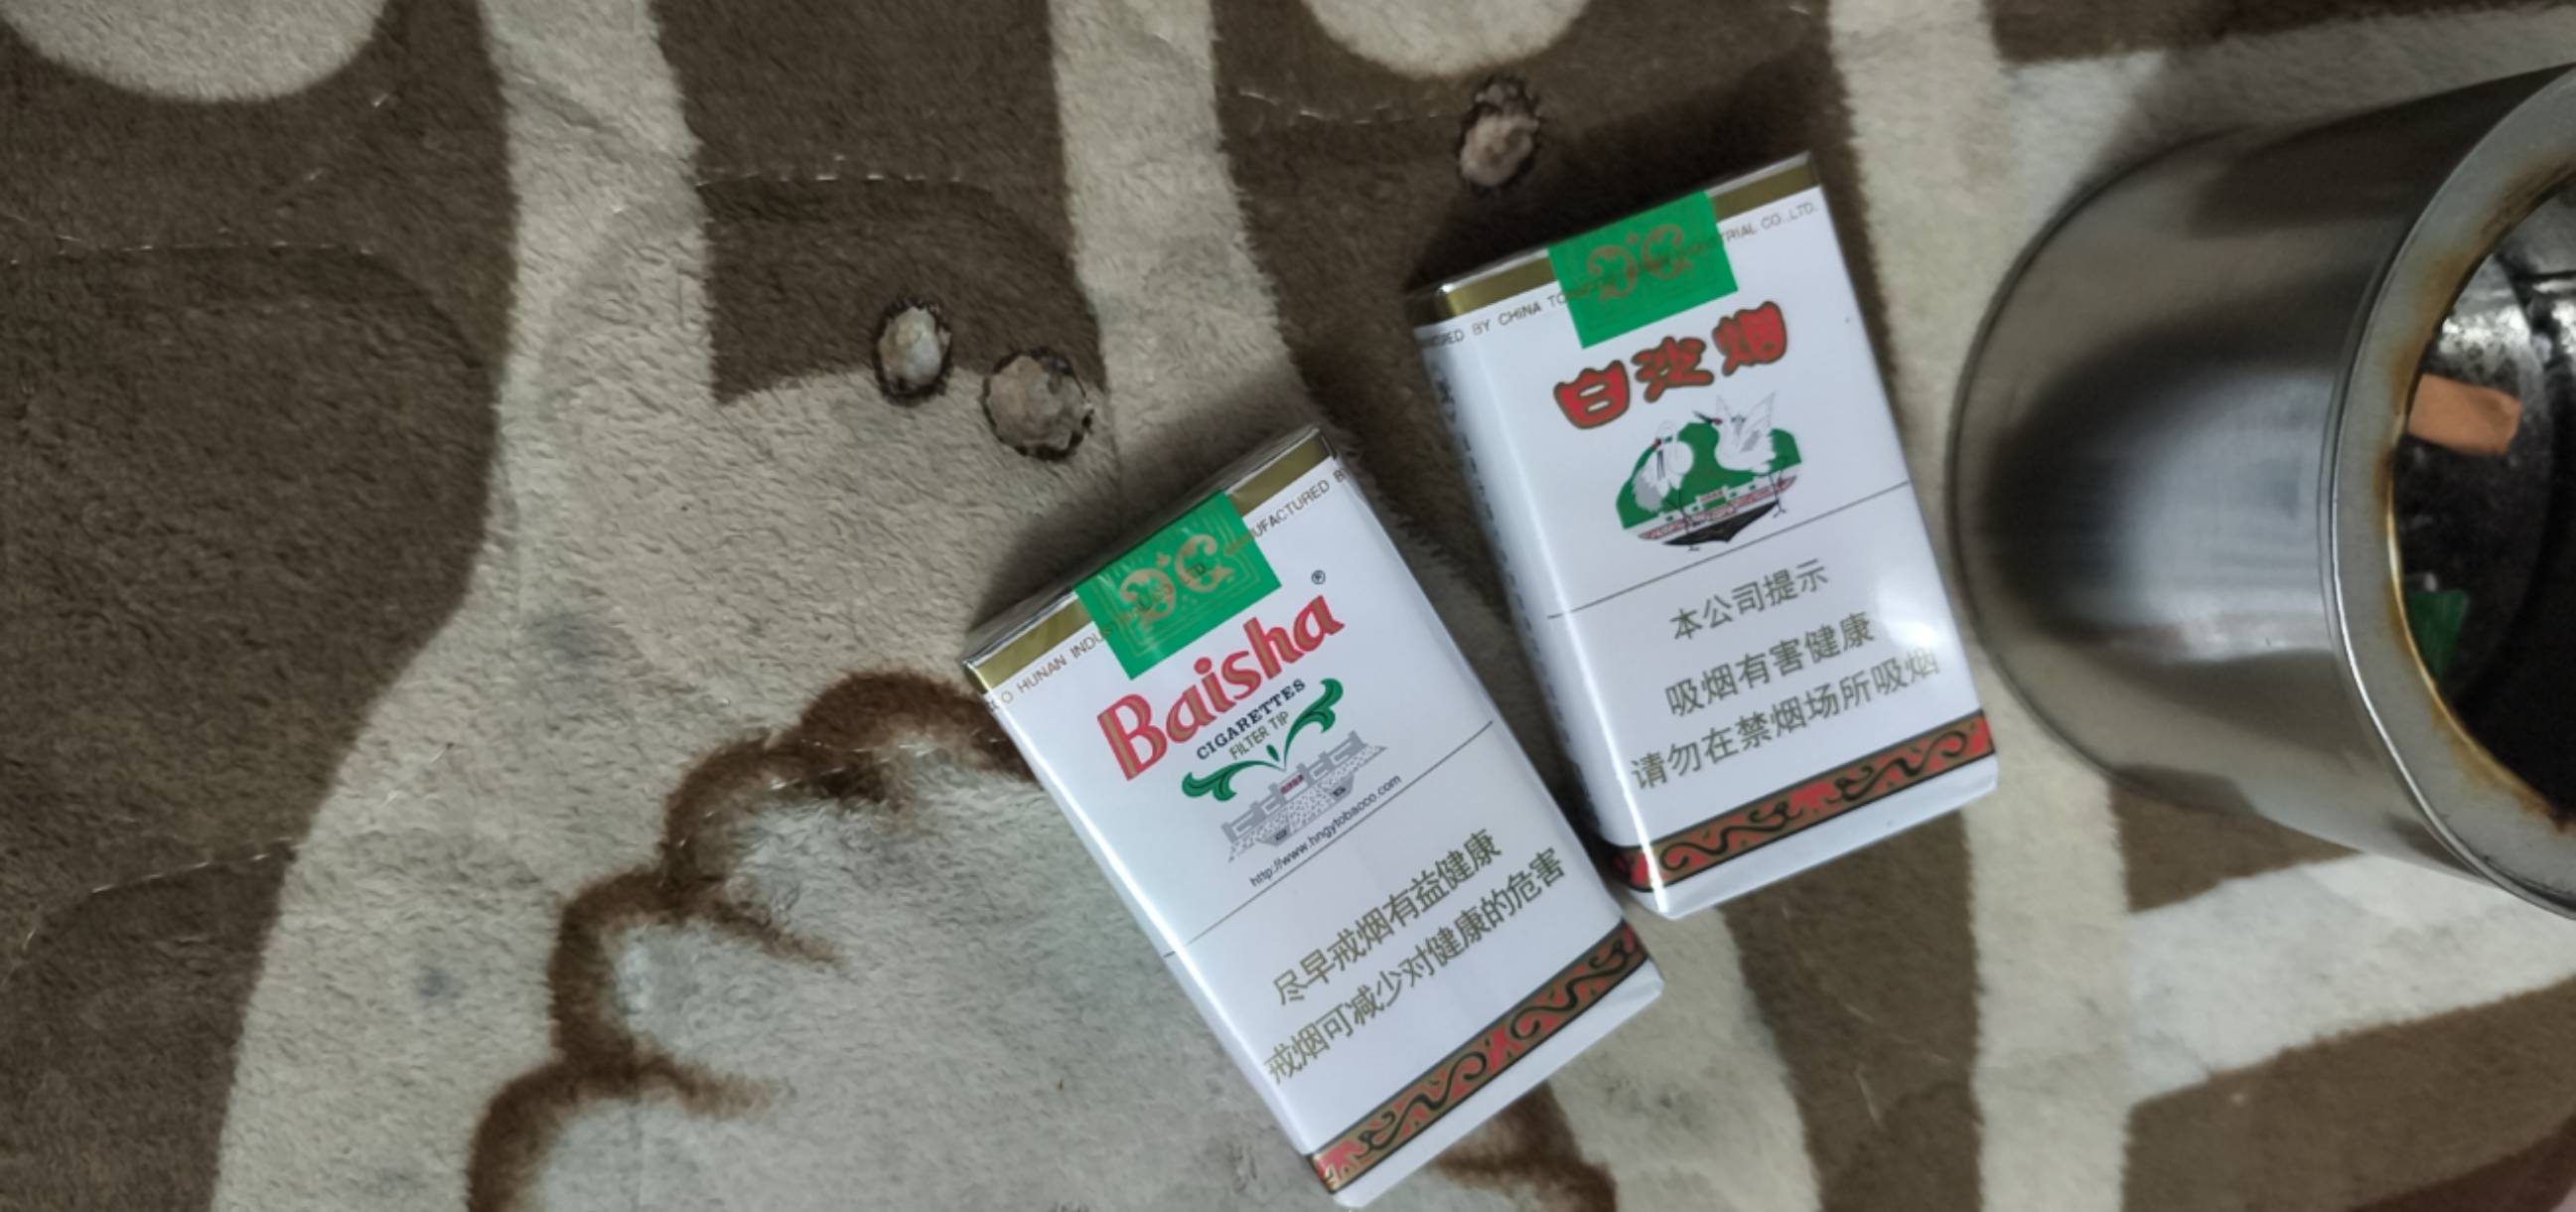 HUNAN INDUST
MANUFACTURED B
®
Baisha
CIGARETTES
FILTER TIP
http://www.hngytobacco.com
尽早戒烟有益健康
戒烟可减少对健康的危害
BY CHINA TO
TRIAL CO.,LTD.
白沙烟
本公司提示
吸烟有害健康
请勿在禁烟场所吸烟